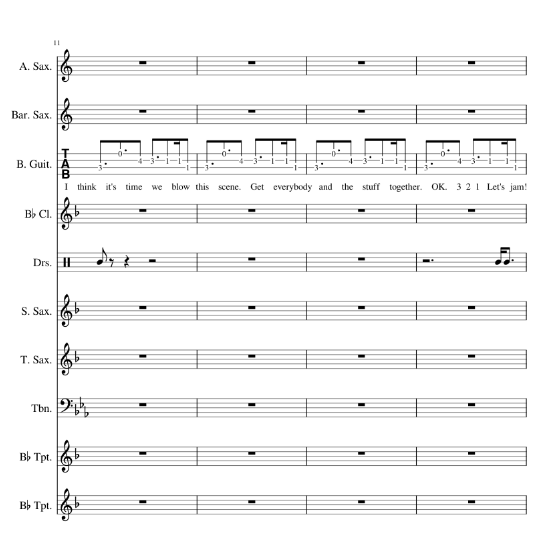 11
A. Sax.
Bar. Sax.
B. Guit.
T
A
B
3 0 4 3 1 1 1 3 0 4 3 1 1 1 3 0 4 3 1 1 1 3 0 4 3 1 1 1
I think it's time we blow this scene. Get everybody and the stuff together. OK. 3 2 1 Let's jam!
B♭ Cl.
Drs.
S. Sax.
T. Sax.
Tbn.
B♭ Tpt.
B♭ Tpt.